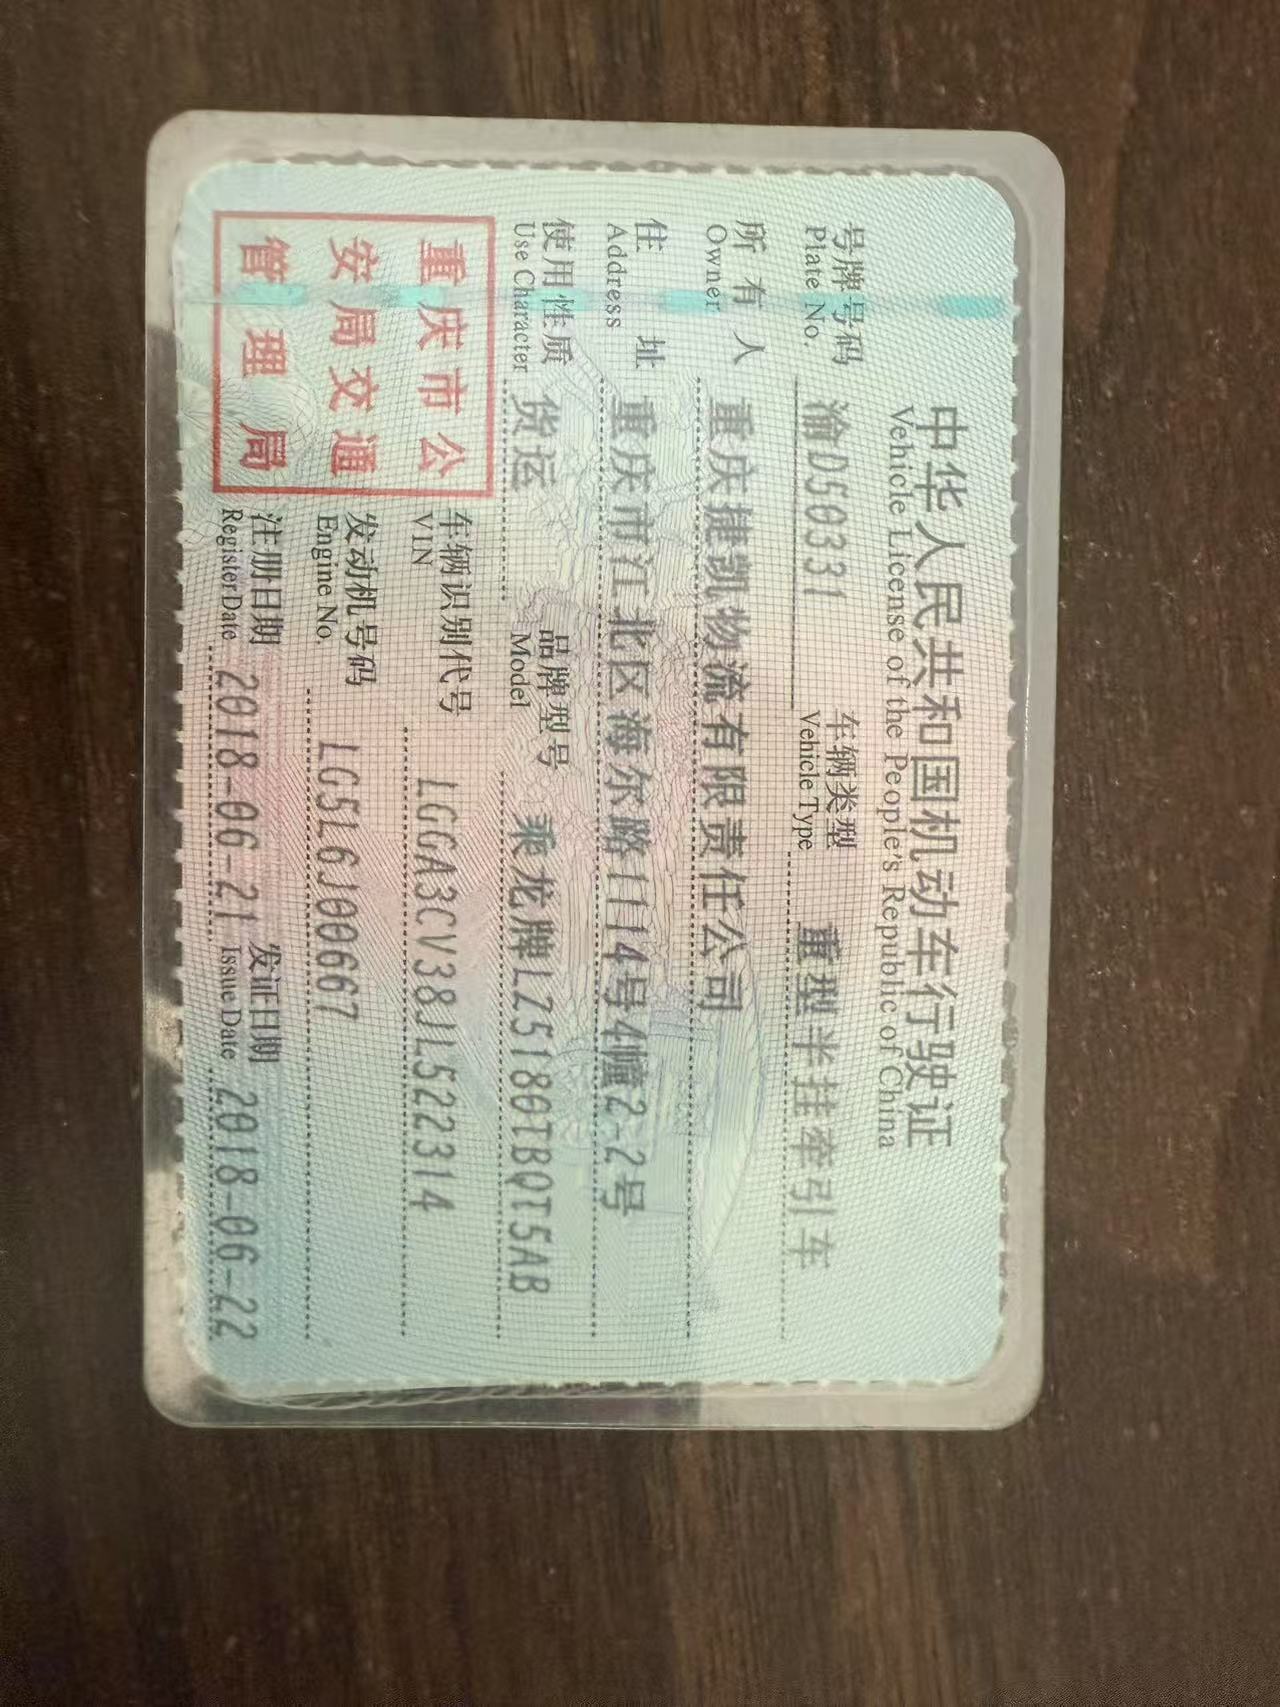 中华人民共和国机动车行驶证
Vehicle License of the People's Republic of China
号牌号码 渝D50331 车辆类型 重型半挂牵引车
Plate No. Vehicle Type
所有人 重庆捷凯物流有限责任公司
Owner
住址 重庆市江北区海尔路1114号4幢2-2号
Address
使用性质 货运 品牌型号 乘龙牌LZ5180TBQT5AB
Use Character Model
重庆市公
安局交通
管理局
车辆识别代号 LGGA3CV38JL522314
VIN
发动机号码 LG5L6J00667
Engine No.
注册日期 2018-06-21 发证日期 2018-06-22
Register Date Issue Date